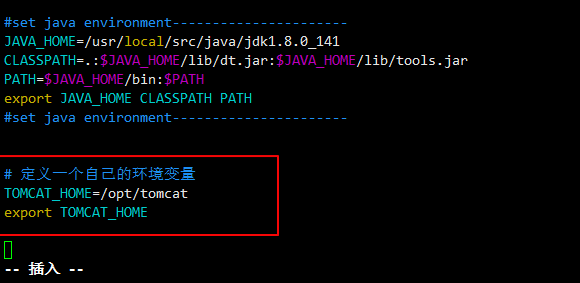 #set java environment----------------------
JAVA_HOME=/usr/local/src/java/jdk1.8.0_141
CLASSPATH=.:$JAVA_HOME/lib/dt.jar:$JAVA_HOME/lib/tools.jar
PATH=$JAVA_HOME/bin:$PATH
export JAVA_HOME CLASSPATH PATH
#set java environment----------------------
# 定义一个自己的环境变量
TOMCAT_HOME=/opt/tomcat
export TOMCAT_HOME
-- 插入 --